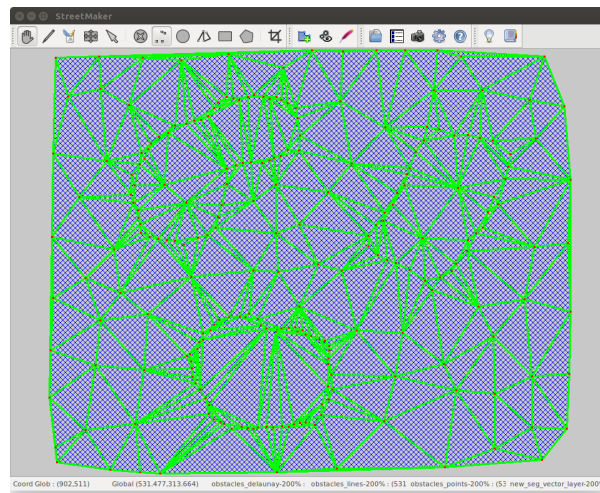 StreetMaker
Coord Glob : (902,511) Global (531.477,313.664) obstacles_delaunay-200% : obstacles_lines-200% : (531 obstacles_points-200% : (53 new_seg_vector_layer-200%